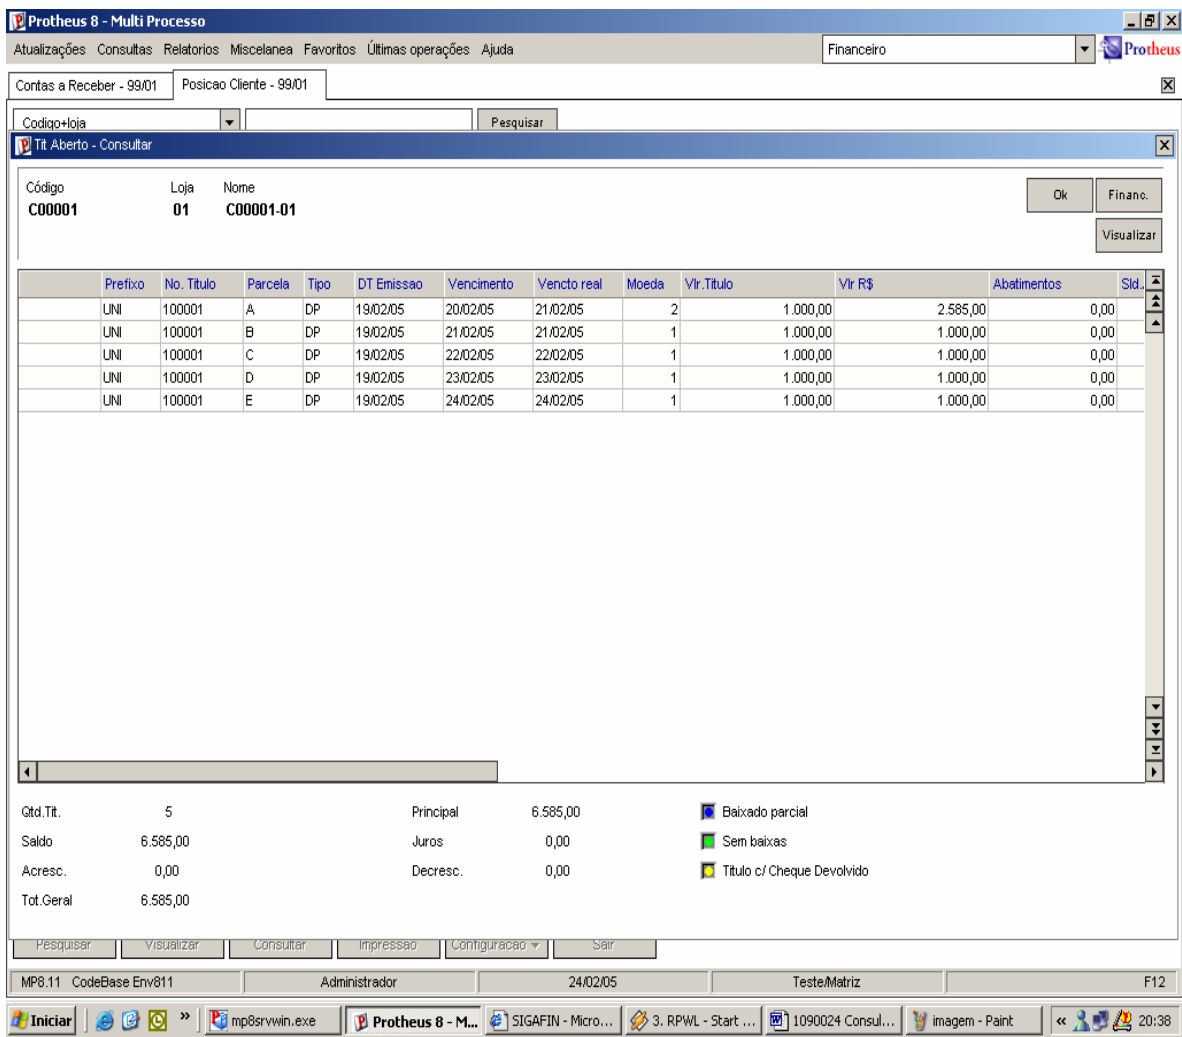 Protheus 8 - Multi Processo
Atualizações Consultas Relatorios Miscelanea Favoritos Últimas operações Ajuda Financeiro Protheus
Contas a Receber - 99/01 Posicao Cliente - 99/01
Codigo+loja Pesquisar
Tit Aberto - Consultar
Código Loja Nome Ok Financ.
C00001 01 C00001-01
Visualizar
Prefixo No. Titulo Parcela Tipo DT Emissao Vencimento Vencto real Moeda Vlr.Titulo Vlr R$ Abatimentos Sld.
UNI 100001 A DP 19/02/05 20/02/05 21/02/05 2 1.000,00 2.585,00 0,00
UNI 100001 B DP 19/02/05 21/02/05 21/02/05 1 1.000,00 1.000,00 0,00
UNI 100001 C DP 19/02/05 22/02/05 22/02/05 1 1.000,00 1.000,00 0,00
UNI 100001 D DP 19/02/05 23/02/05 23/02/05 1 1.000,00 1.000,00 0,00
UNI 100001 E DP 19/02/05 24/02/05 24/02/05 1 1.000,00 1.000,00 0,00
Qtd.Tit. 5 Principal 6.585,00 Baixado parcial
Saldo 6.585,00 Juros 0,00 Sem baixas
Acresc. 0,00 Decresc. 0,00 Titulo c/ Cheque Devolvido
Tot.Geral 6.585,00
Pesquisar Visualizar Consultar Impressao Configuracao Sair
MP8.11 CodeBase Env811 Administrador 24/02/05 Teste/Matriz F12
Iniciar » mp8srvwin.exe Protheus 8 - M... SIGAFIN - Micro... 3. RPWL - Start ... 1090024 Consul... imagem - Paint « 20:38